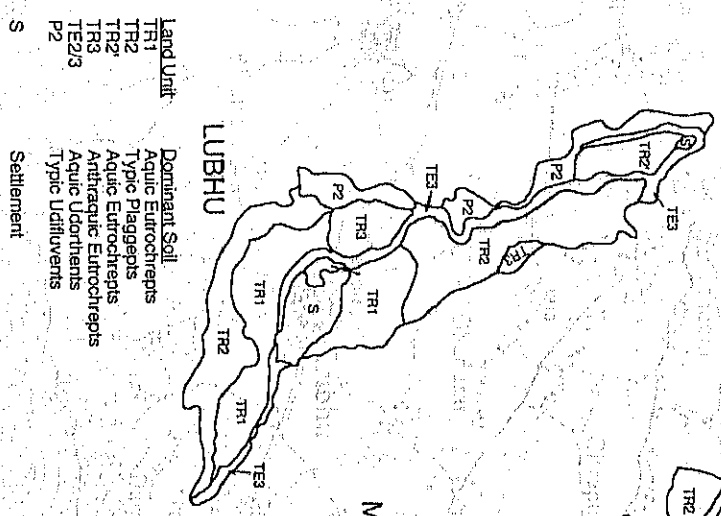 S
TR2
TE3
TR2
P2
TR3
TR2
P2
TE3
TR1
TR3
P2
S
TR1
TE3
TR1
TR2
LUBHU
Land Unit Dominant Soil
TR1 Aquic Eutrochrepts
TR2 Typic Plaggepts
TR2' Aquic Eutrochrepts
TR3 Anthraquic Eutrochrepts
TE2/3 Aquic Udorthents
P2 Typic Udifluvents
S Settlement